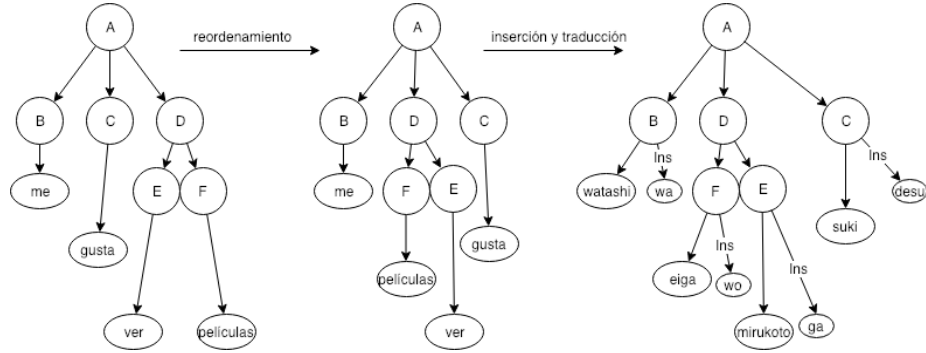 A
reordenamiento
A
inserción y traducción
A
B
C
D
B
D
C
B
D
C
Ins
Ins
me
E
F
me
F
E
watashi
wa
F
E
desu
gusta
gusta
suki
Ins
películas
eiga
wo
Ins
ver
películas
ver
mirukoto
ga